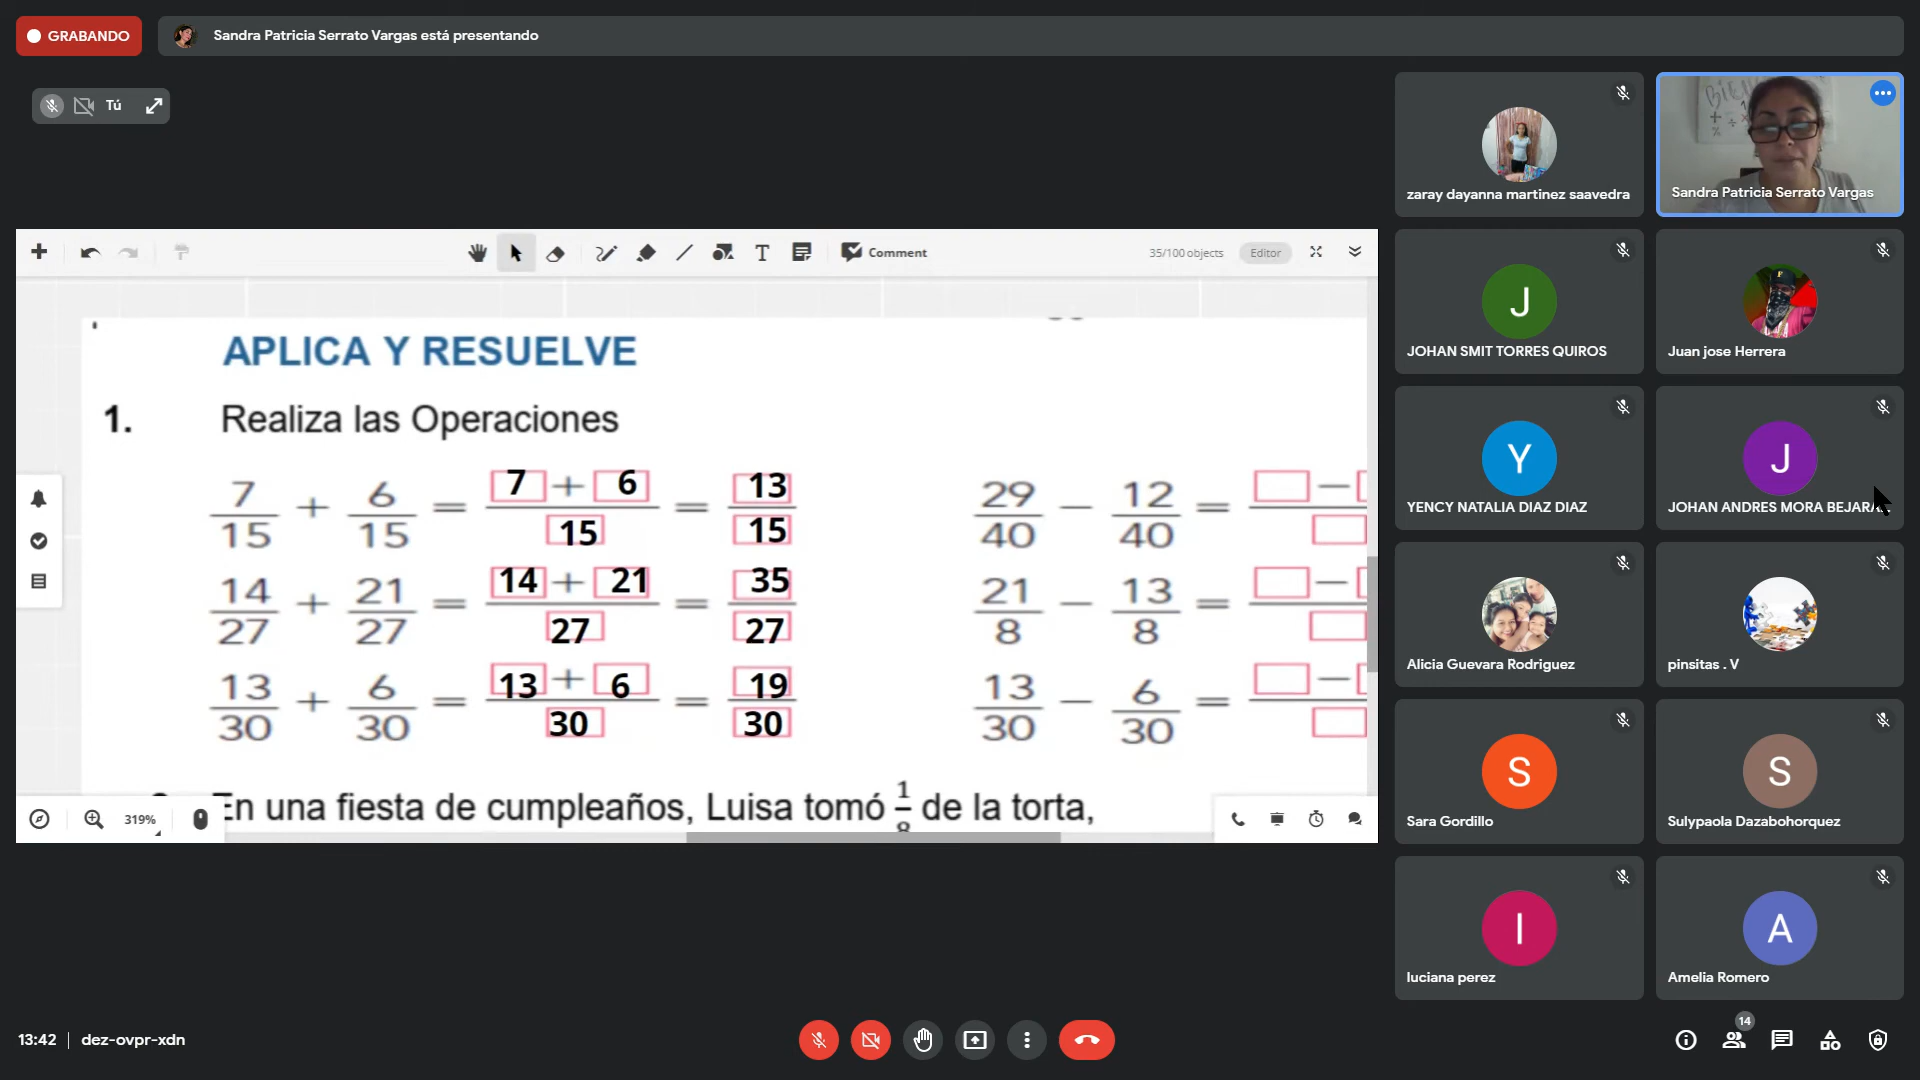 GRABANDO
Sandra Patricia Serrato Vargas está presentando
Tú
Comment
35/100 objects
Editor
APLICA Y RESUELVE
1. Realiza las Operaciones
7/15 + 6/15 = 7 + 6/15 = 13/15
29/40 − 12/40 =
14/27 + 21/27 = 14 + 21/27 = 35/27
21/8 − 13/8 =
13/30 + 6/30 = 13 + 6/30 = 19/30
13/30 − 6/30 =
En una fiesta de cumpleaños, Luisa tomó 1/8 de la torta,
319%
zaray dayanna martinez saavedra
Sandra Patricia Serrato Vargas
J
JOHAN SMIT TORRES QUIROS
Juan jose Herrera
Y
YENCY NATALIA DIAZ DIAZ
J
JOHAN ANDRES MORA BEJARA...
Alicia Guevara Rodriguez
pinsitas . V
S
Sara Gordillo
S
Sulypaola Dazabohorquez
I
luciana perez
A
Amelia Romero
13:42 | dez-ovpr-xdn
14